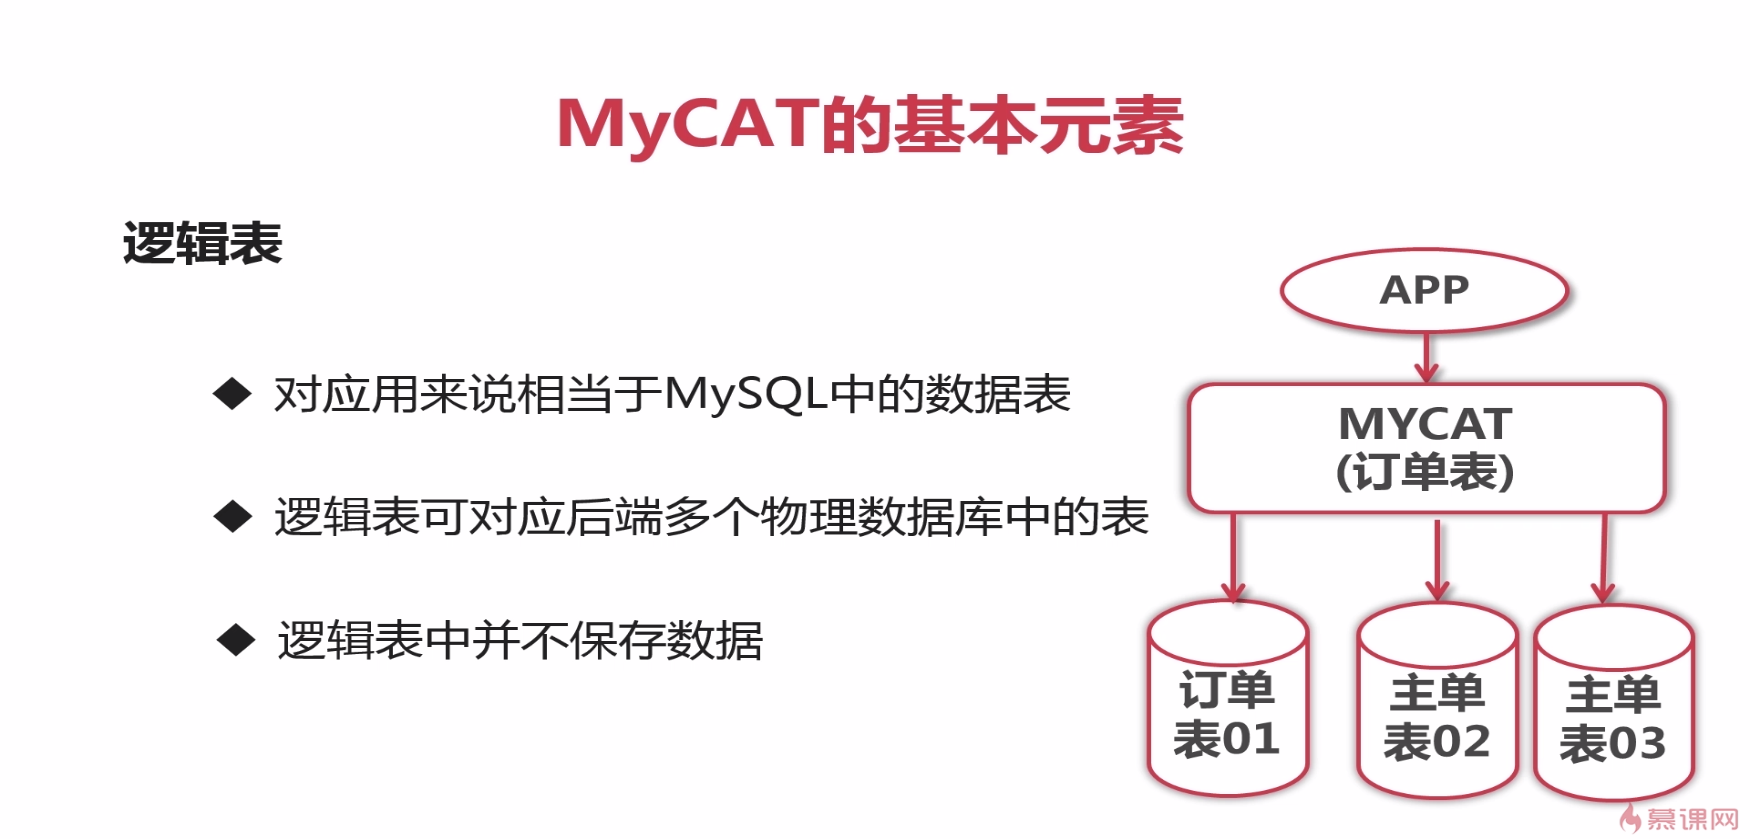 MyCAT的基本元素
逻辑表
对应用来说相当于MySQL中的数据表
逻辑表可对应后端多个物理数据库中的表
逻辑表中并不保存数据
APP
MYCAT
(订单表)
订单
表01
主单
表02
主单
表03
慕课网